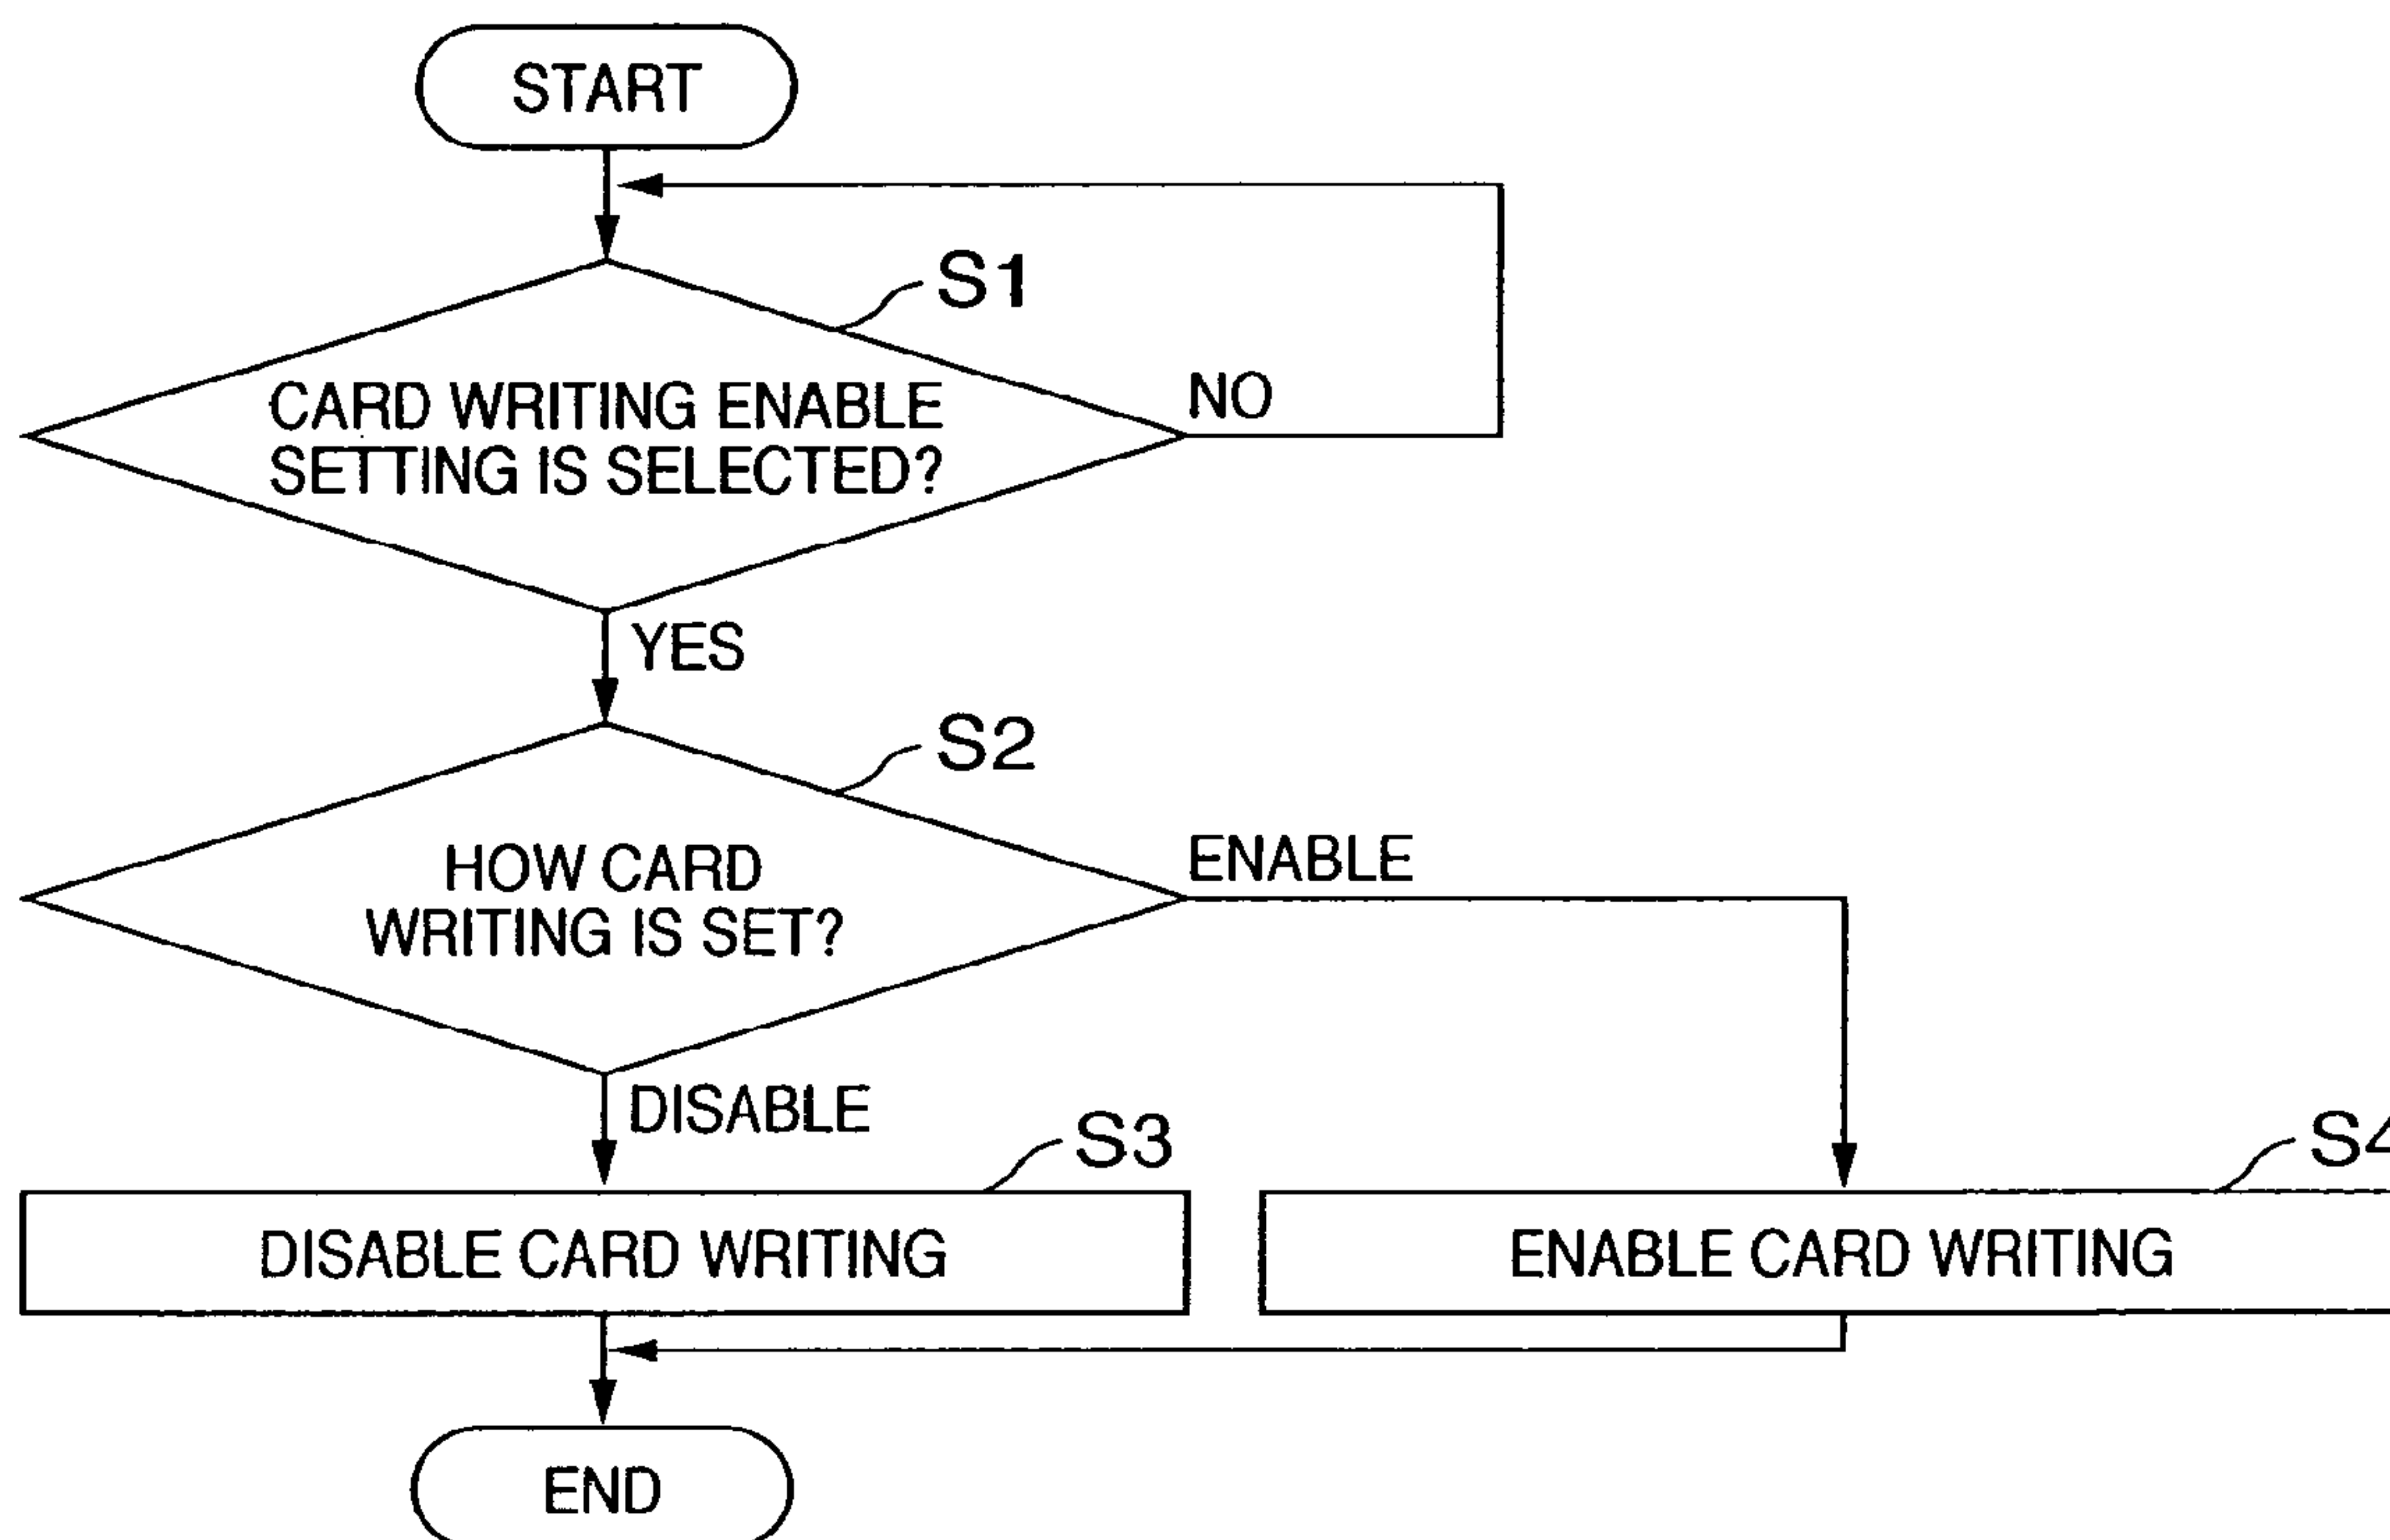 START
S1
CARD WRITING ENABLE
SETTING IS SELECTED?
NO
YES
S2
HOW CARD
WRITING IS SET?
ENABLE
DISABLE
S3
S4
DISABLE CARD WRITING
ENABLE CARD WRITING
END